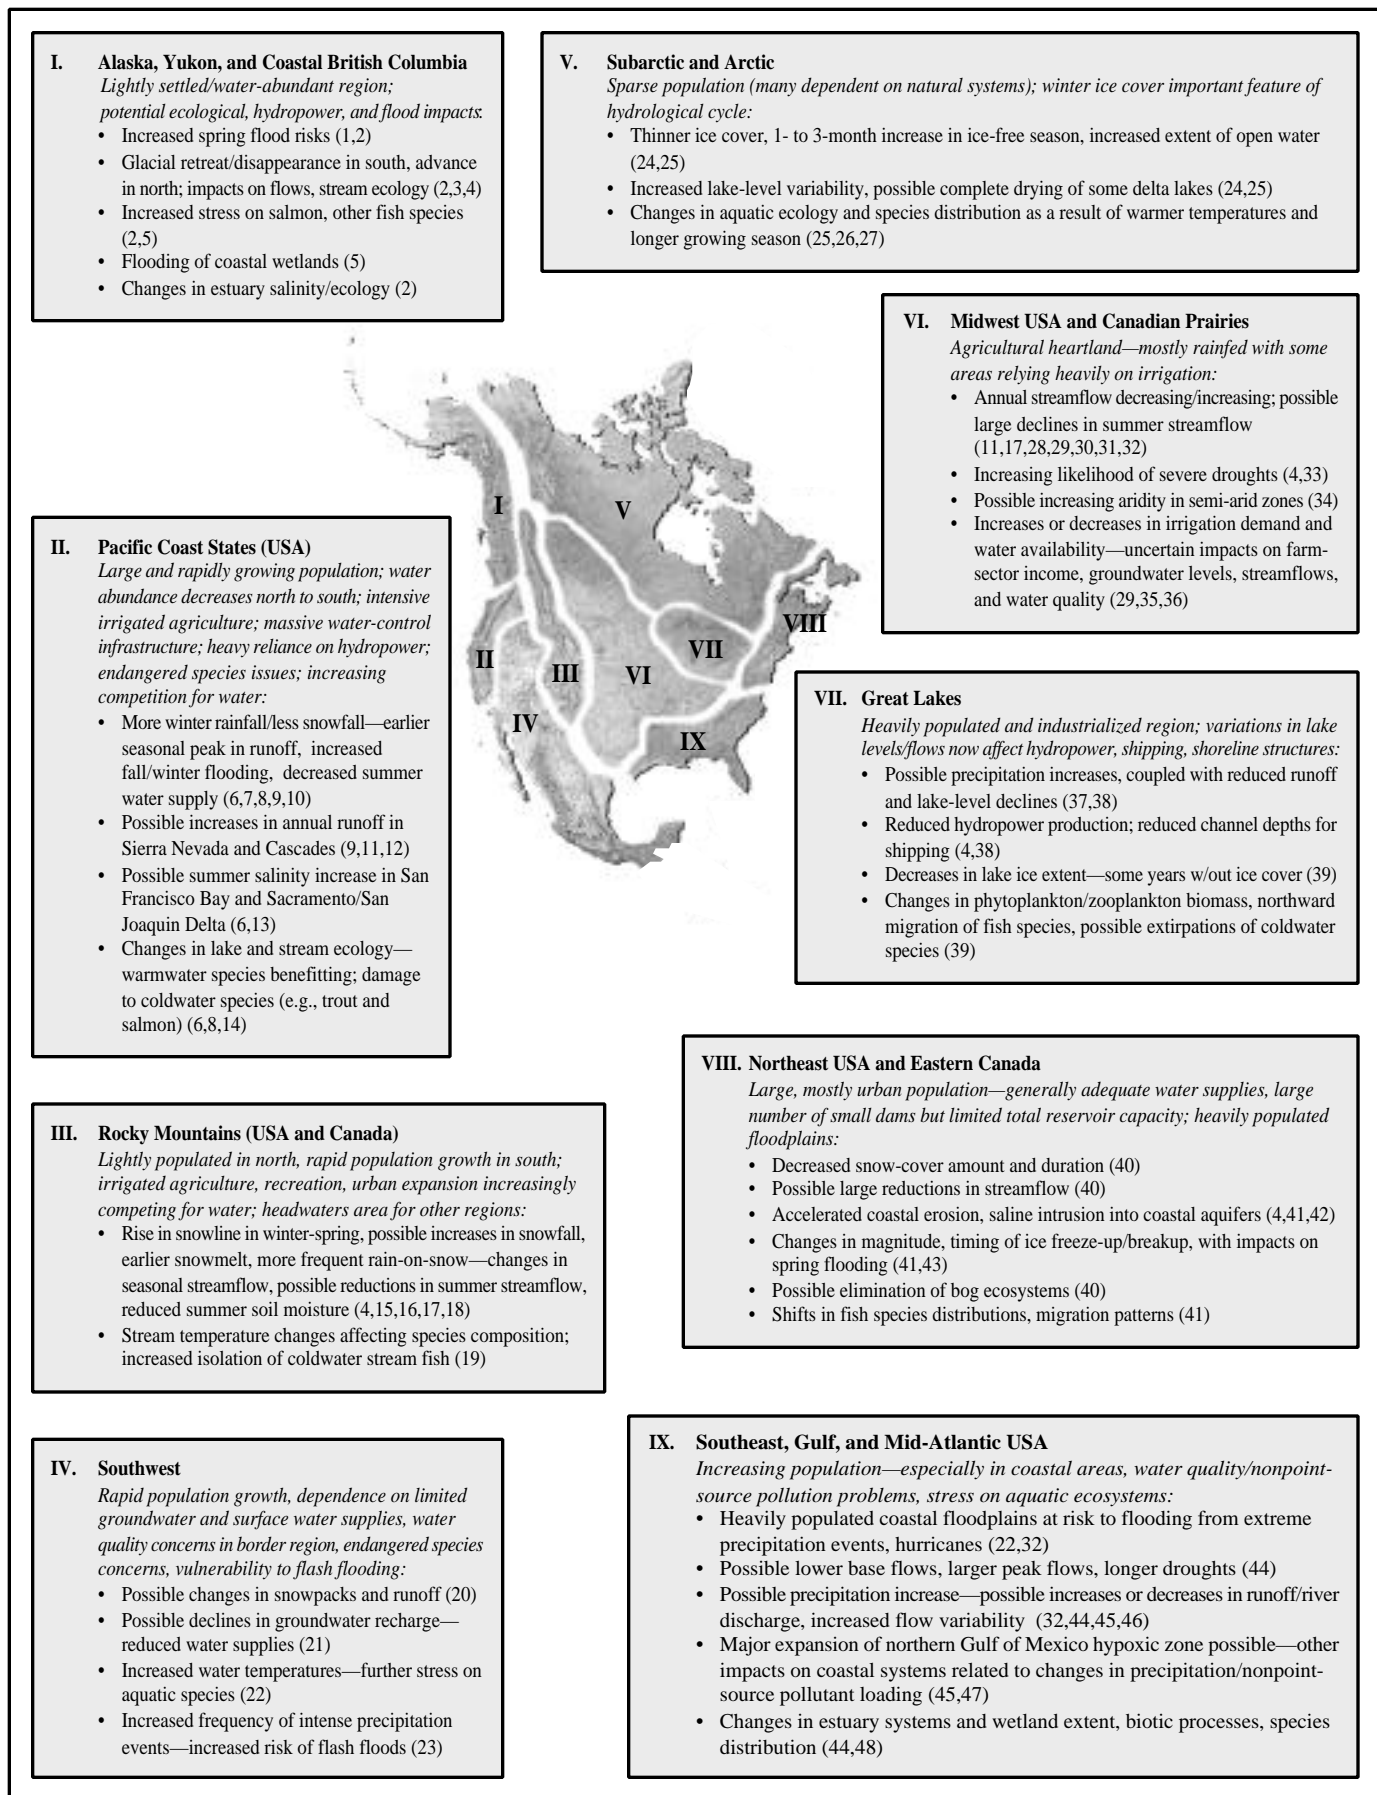 I. Alaska, Yukon, and Coastal British Columbia
Lightly settled/water-abundant region;
potential ecological, hydropower, and flood impacts:
• Increased spring flood risks (1,2)
• Glacial retreat/disappearance in south, advance
in north; impacts on flows, stream ecology (2,3,4)
• Increased stress on salmon, other fish species
(2,5)
• Flooding of coastal wetlands (5)
• Changes in estuary salinity/ecology (2)
V. Subarctic and Arctic
Sparse population (many dependent on natural systems); winter ice cover important feature of
hydrological cycle:
• Thinner ice cover, 1- to 3-month increase in ice-free season, increased extent of open water
(24,25)
• Increased lake-level variability, possible complete drying of some delta lakes (24,25)
• Changes in aquatic ecology and species distribution as a result of warmer temperatures and
longer growing season (25,26,27)
VI. Midwest USA and Canadian Prairies
Agricultural heartland—mostly rainfed with some
areas relying heavily on irrigation:
• Annual streamflow decreasing/increasing; possible
large declines in summer streamflow
(11,17,28,29,30,31,32)
• Increasing likelihood of severe droughts (4,33)
• Possible increasing aridity in semi-arid zones (34)
• Increases or decreases in irrigation demand and
water availability—uncertain impacts on farm-
sector income, groundwater levels, streamflows,
and water quality (29,35,36)
I
V
VIII
VII
II
III
VI
IV
IX
II. Pacific Coast States (USA)
Large and rapidly growing population; water
abundance decreases north to south; intensive
irrigated agriculture; massive water-control
infrastructure; heavy reliance on hydropower;
endangered species issues; increasing
competition for water:
• More winter rainfall/less snowfall—earlier
seasonal peak in runoff, increased
fall/winter flooding, decreased summer
water supply (6,7,8,9,10)
• Possible increases in annual runoff in
Sierra Nevada and Cascades (9,11,12)
• Possible summer salinity increase in San
Francisco Bay and Sacramento/San
Joaquin Delta (6,13)
• Changes in lake and stream ecology—
warmwater species benefitting; damage
to coldwater species (e.g., trout and
salmon) (6,8,14)
VII. Great Lakes
Heavily populated and industrialized region; variations in lake
levels/flows now affect hydropower, shipping, shoreline structures:
• Possible precipitation increases, coupled with reduced runoff
and lake-level declines (37,38)
• Reduced hydropower production; reduced channel depths for
shipping (4,38)
• Decreases in lake ice extent—some years w/out ice cover (39)
• Changes in phytoplankton/zooplankton biomass, northward
migration of fish species, possible extirpations of coldwater
species (39)
VIII. Northeast USA and Eastern Canada
Large, mostly urban population—generally adequate water supplies, large
number of small dams but limited total reservoir capacity; heavily populated
floodplains:
• Decreased snow-cover amount and duration (40)
• Possible large reductions in streamflow (40)
• Accelerated coastal erosion, saline intrusion into coastal aquifers (4,41,42)
• Changes in magnitude, timing of ice freeze-up/breakup, with impacts on
spring flooding (41,43)
• Possible elimination of bog ecosystems (40)
• Shifts in fish species distributions, migration patterns (41)
III. Rocky Mountains (USA and Canada)
Lightly populated in north, rapid population growth in south;
irrigated agriculture, recreation, urban expansion increasingly
competing for water; headwaters area for other regions:
• Rise in snowline in winter-spring, possible increases in snowfall,
earlier snowmelt, more frequent rain-on-snow—changes in
seasonal streamflow, possible reductions in summer streamflow,
reduced summer soil moisture (4,15,16,17,18)
• Stream temperature changes affecting species composition;
increased isolation of coldwater stream fish (19)
IV. Southwest
Rapid population growth, dependence on limited
groundwater and surface water supplies, water
quality concerns in border region, endangered species
concerns, vulnerability to flash flooding:
• Possible changes in snowpacks and runoff (20)
• Possible declines in groundwater recharge—
reduced water supplies (21)
• Increased water temperatures—further stress on
aquatic species (22)
• Increased frequency of intense precipitation
events—increased risk of flash floods (23)
IX. Southeast, Gulf, and Mid-Atlantic USA
Increasing population—especially in coastal areas, water quality/nonpoint-
source pollution problems, stress on aquatic ecosystems:
• Heavily populated coastal floodplains at risk to flooding from extreme
precipitation events, hurricanes (22,32)
• Possible lower base flows, larger peak flows, longer droughts (44)
• Possible precipitation increase—possible increases or decreases in runoff/river
discharge, increased flow variability (32,44,45,46)
• Major expansion of northern Gulf of Mexico hypoxic zone possible—other
impacts on coastal systems related to changes in precipitation/nonpoint-
source pollutant loading (45,47)
• Changes in estuary systems and wetland extent, biotic processes, species
distribution (44,48)